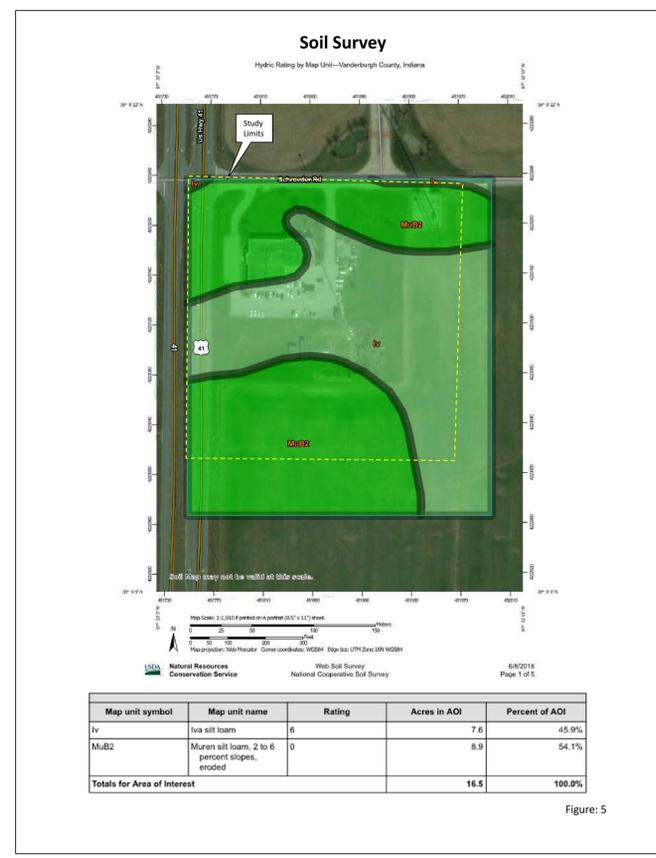 Soil Survey
Hydric Rating by Map Unit—Vanderburgh County, Indiana
Study
Limits
Us Hwy 41
Schroeder Rd
Iv
Iv
MuB2
Iv
41
41
MuB2
Soil Map may not be valid at this scale.
Map Scale: 1:1,910 if printed on A portrait (8.5" x 11") sheet.
N
Meters
0 25 50 100 150
Feet
0 50 100 200 300
Map projection: Web Mercator Corner coordinates: WGS84 Edge tics: UTM Zone 16N WGS84
USDA Natural Resources Conservation Service
Web Soil Survey
National Cooperative Soil Survey
6/8/2018
Page 1 of 5
Map unit symbol Map unit name Rating Acres in AOI Percent of AOI
Iv Iva silt loam 6 7.6 45.9%
MuB2 Muren silt loam, 2 to 6 0 8.9 54.1%
percent slopes,
eroded
Totals for Area of Interest 16.5 100.0%
Figure: 5